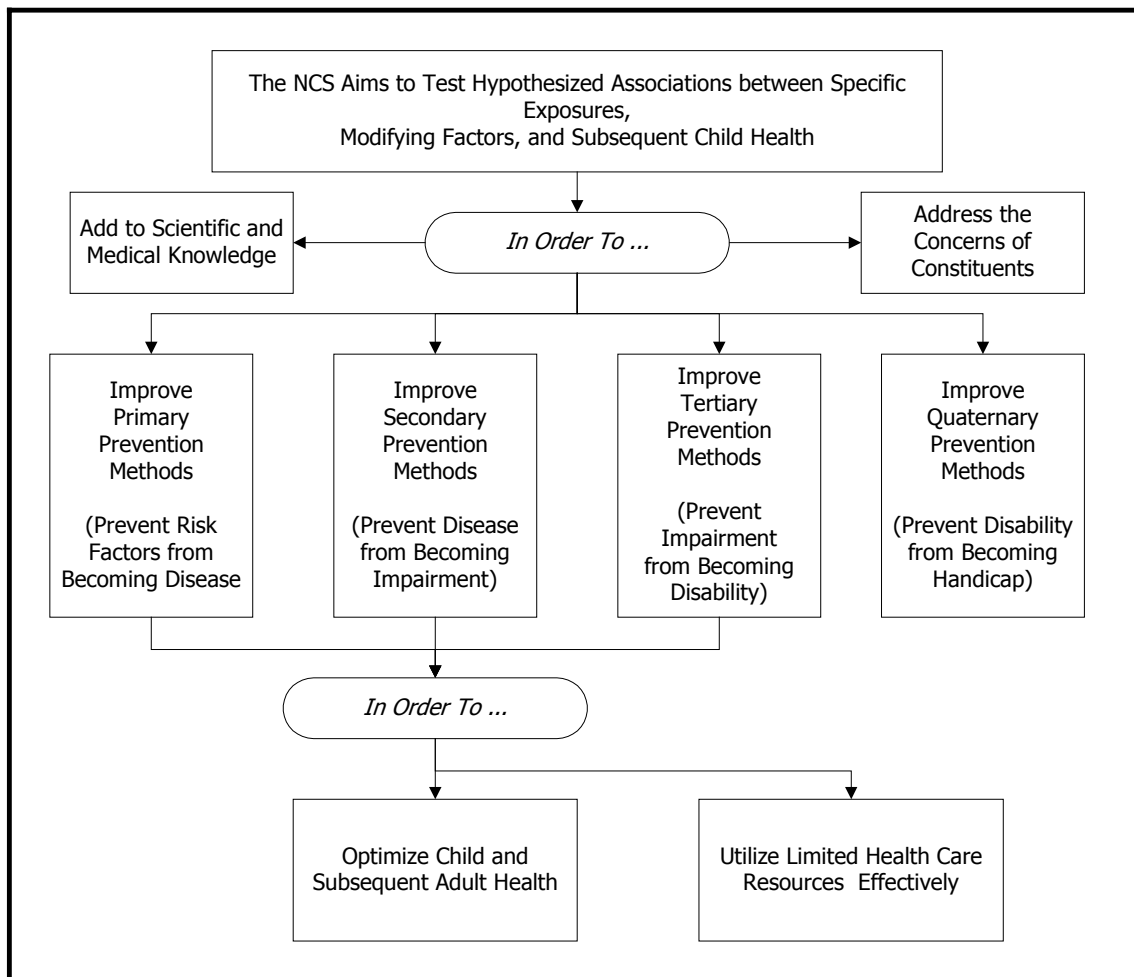 The NCS Aims to Test Hypothesized Associations between Specific
Exposures,
Modifying Factors, and Subsequent Child Health
Add to Scientific and
Medical Knowledge
In Order To ...
Address the
Concerns of
Constituents
Improve
Primary
Prevention
Methods
(Prevent Risk
Factors from
Becoming Disease
Improve
Secondary
Prevention
Methods
(Prevent Disease
from Becoming
Impairment)
Improve
Tertiary
Prevention
Methods
(Prevent
Impairment
from Becoming
Disability)
Improve
Quaternary
Prevention
Methods
(Prevent Disability
from Becoming
Handicap)
In Order To ...
Optimize Child and
Subsequent Adult Health
Utilize Limited Health Care
Resources  Effectively